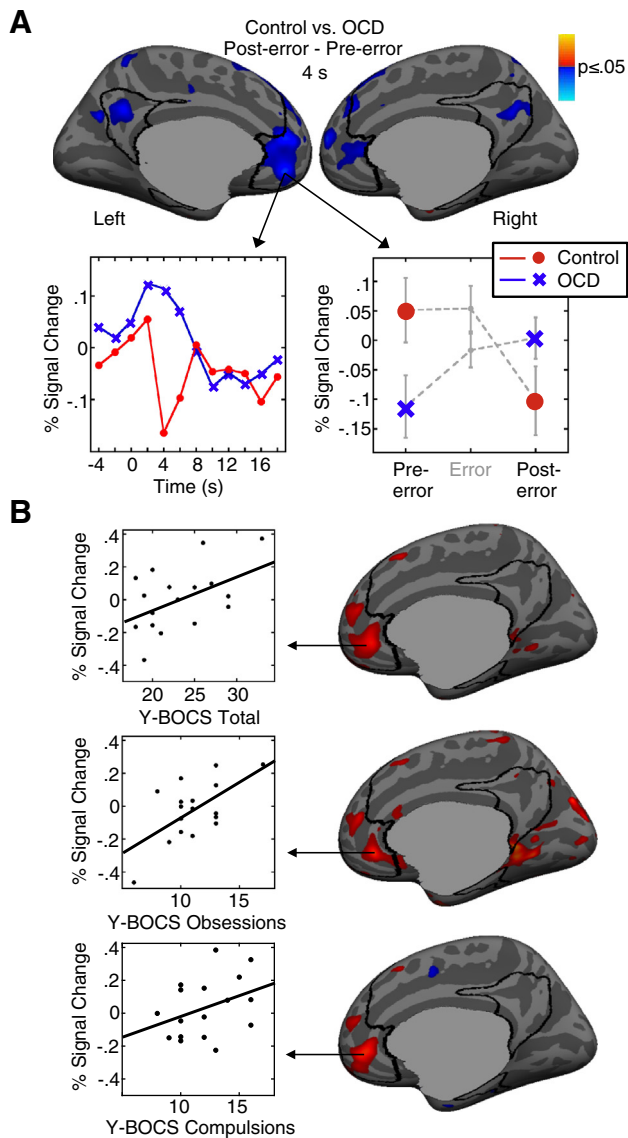 A
Control vs. OCD
Post-error - Pre-error
4 s
p≤.05
Left
Right
Control
OCD
% Signal Change
.1
0
-.1
-4
0
4
8
12
16
Time (s)
% Signal Change
.1
0.05
0
-0.05
-0.1
-.15
Pre-
error
Error
Post-
error
B
% Signal Change
.4
.2
0
-.2
-.4
20
25
30
Y-BOCS Total
% Signal Change
.4
.2
0
-.2
-.4
10
15
Y-BOCS Obsessions
% Signal Change
.4
.2
0
-.2
-.4
10
15
Y-BOCS Compulsions